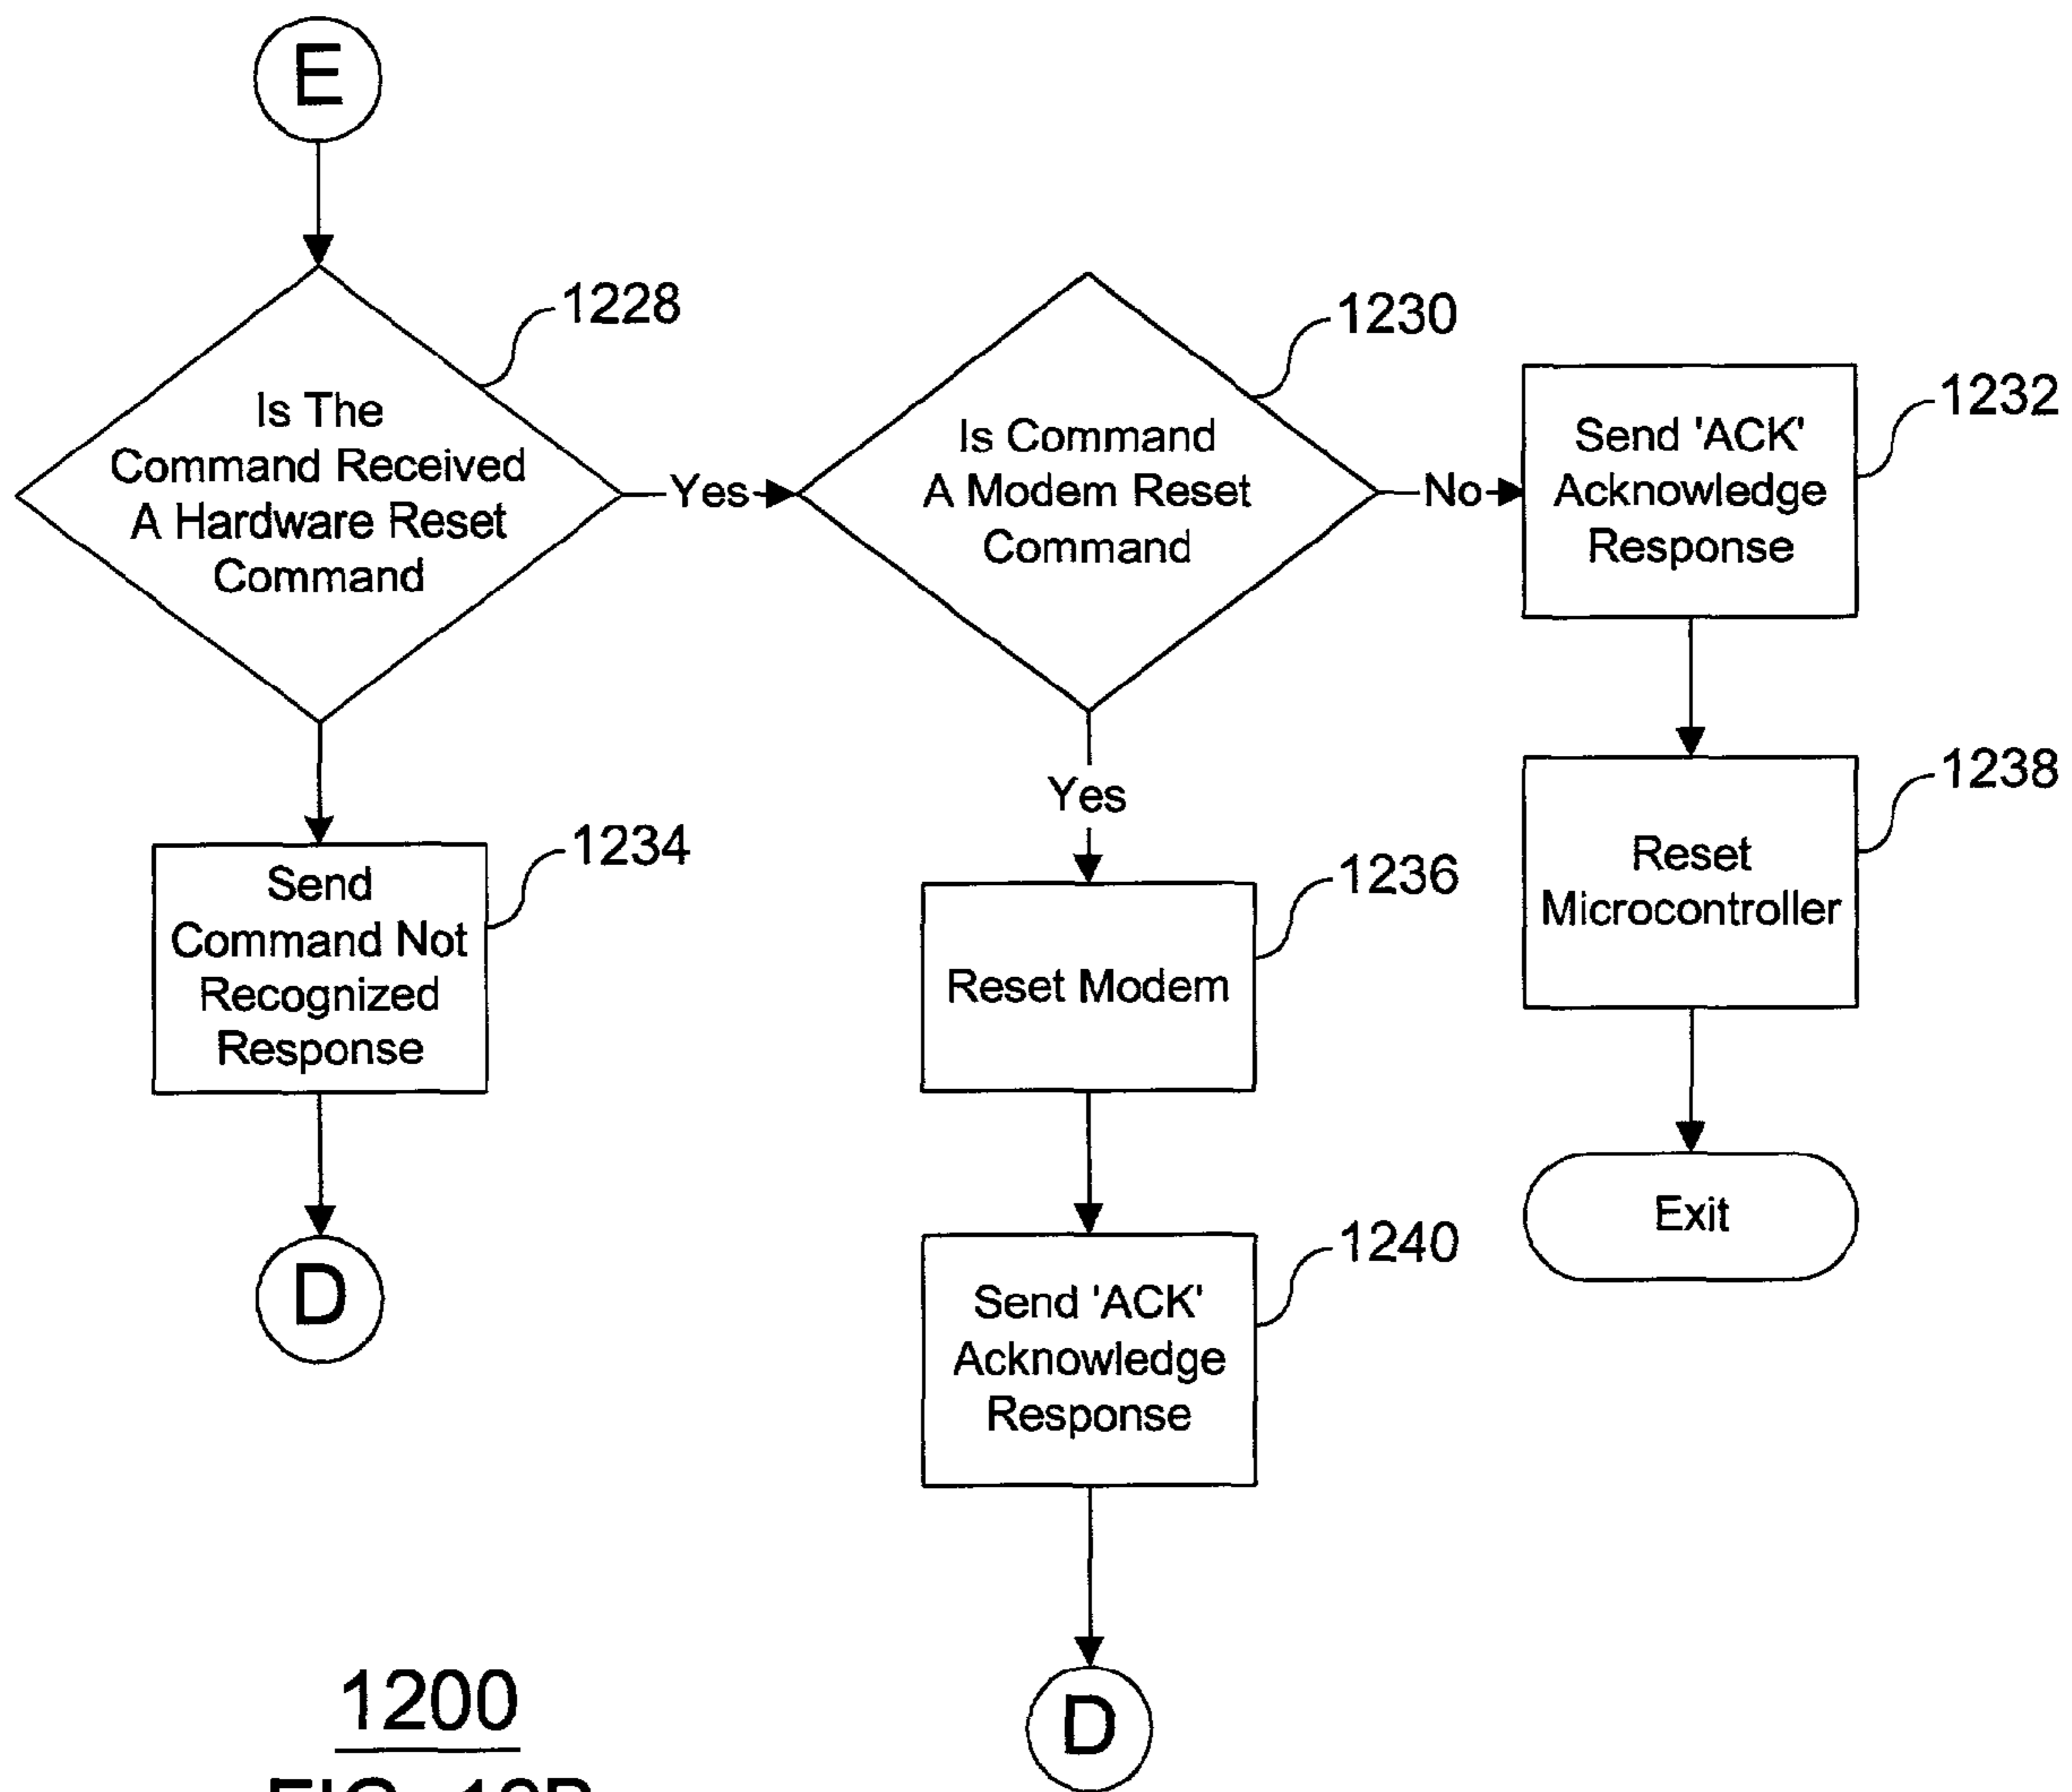 E
1228
Is The
Command Received
A Hardware Reset
Command
Yes
1230
Is Command
A Modem Reset
Command
No
1232
Send 'ACK'
Acknowledge
Response
1234
Send
Command Not
Recognized
Response
D
Yes
1236
Reset Modem
1238
Reset
Microcontroller
Exit
1240
Send 'ACK'
Acknowledge
Response
D
1200